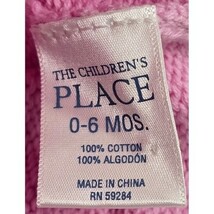 THE CHILDREN'S
PLACE
0-6 MOS.
100% COTTON
100% ALGODÓN
MADE IN CHINA
RN 59284